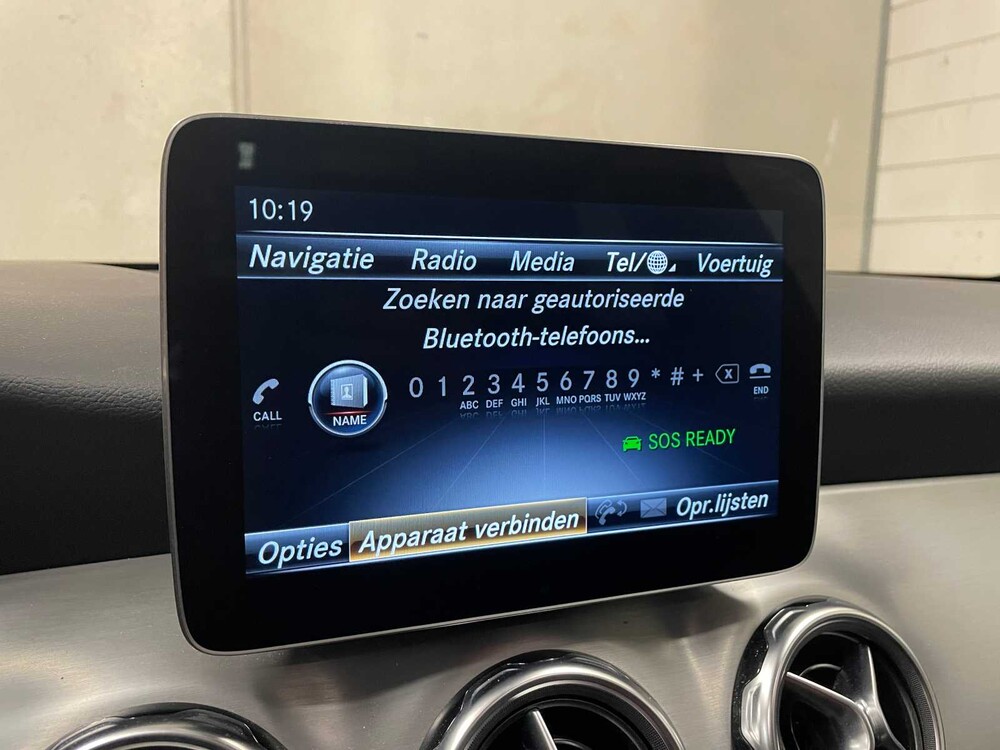 10:19
Navigatie Radio Media Tel/ Voertuig
Zoeken naar geautoriseerde
Bluetooth-telefoons...
0 1 2 3 4 5 6 7 8 9 * # +
ABC DEF GHI JKL MNO PQRS TUV WXYZ
CALL NAME END
SOS READY
Opties Apparaat verbinden Opr.lijsten